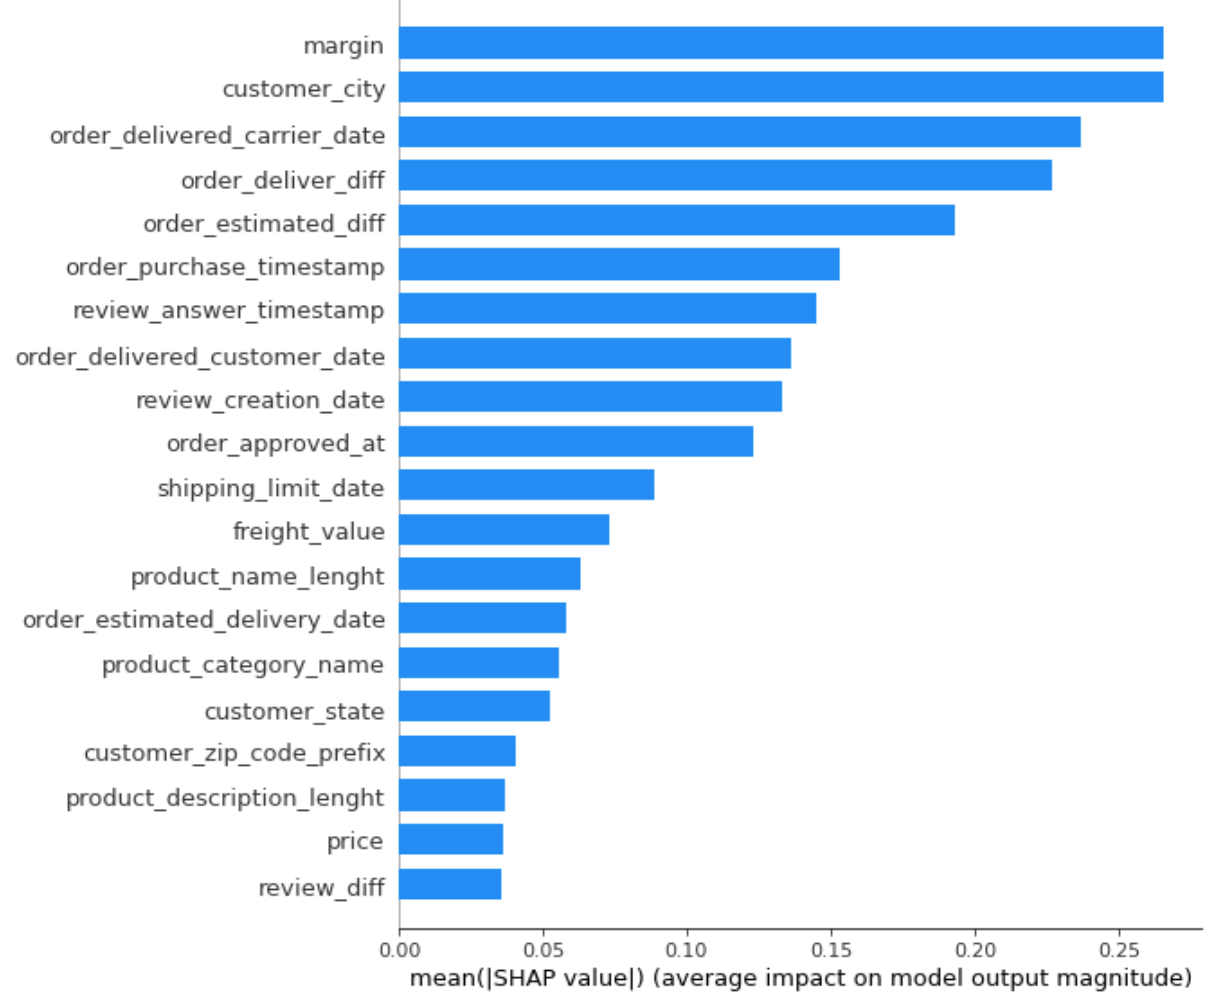 margin
customer_city
order_delivered_carrier_date
order_deliver_diff
order_estimated_diff
order_purchase_timestamp
review_answer_timestamp
order_delivered_customer_date
review_creation_date
order_approved_at
shipping_limit_date
freight_value
product_name_lenght
order_estimated_delivery_date
product_category_name
customer_state
customer_zip_code_prefix
product_description_lenght
price
review_diff
0.00 0.05 0.10 0.15 0.20 0.25
mean(|SHAP value|) (average impact on model output magnitude)